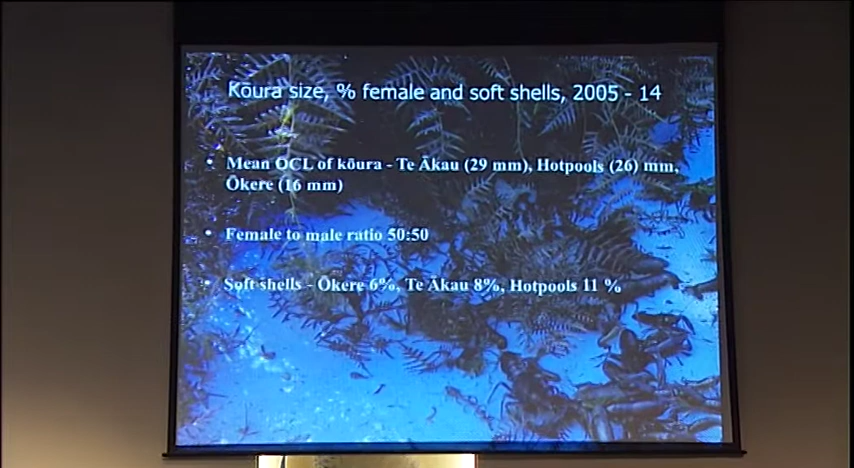 Kōura size, % female and soft shells, 2005 - 14
• Mean OCL of kōura - Te Ākau (29 mm), Hotpools (26) mm,
Ōkere (16 mm)
• Female to male ratio 50:50
• Soft shells - Ōkere 6%, Te Ākau 8%, Hotpools 11 %